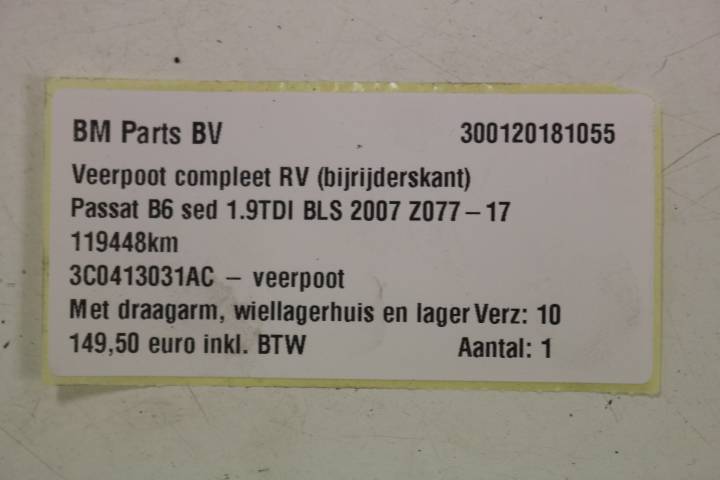 BM Parts BV 300120181055
Veerpoot compleet RV (bijrijderskant)
Passat B6 sed 1.9TDI BLS 2007 Z077 – 17
119448km
3C0413031AC – veerpoot
Met draagarm, wiellagerhuis en lager Verz: 10
149,50 euro inkl. BTW Aantal: 1